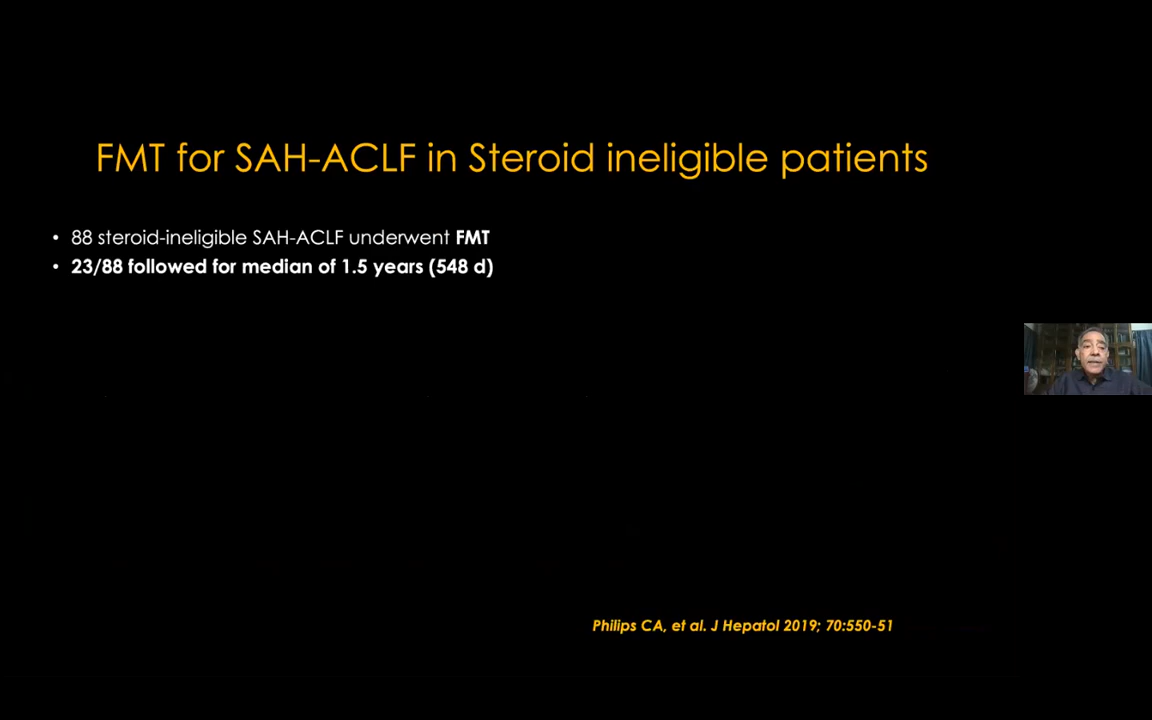 FMT for SAH-ACLF in Steroid ineligible patients
• 88 steroid-ineligible SAH-ACLF underwent FMT
• 23/88 followed for median of 1.5 years (548 d)
Philips CA, et al. J Hepatol 2019; 70:550-51